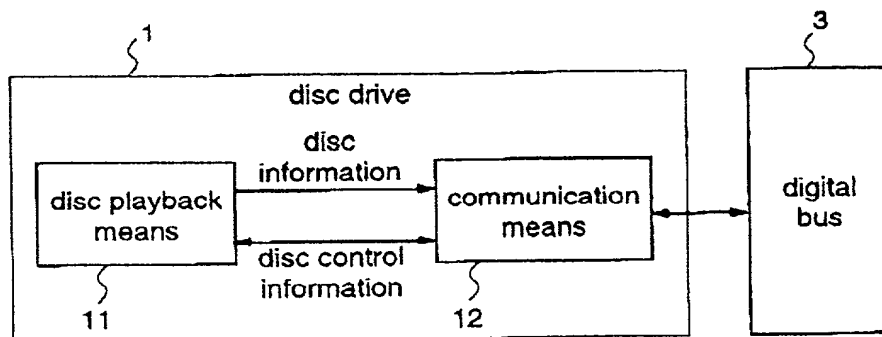 1
3
disc drive
disc
information
disc playback
means
communication
means
digital
bus
disc control
information
11
12